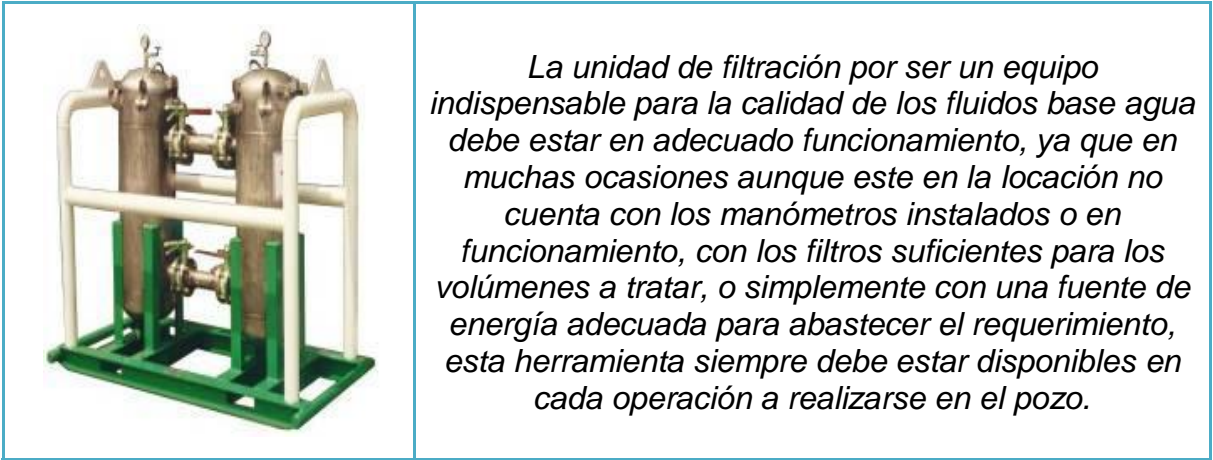 La unidad de filtración por ser un equipo
indispensable para la calidad de los fluidos base agua
debe estar en adecuado funcionamiento, ya que en
muchas ocasiones aunque este en la locación no
cuenta con los manómetros instalados o en
funcionamiento, con los filtros suficientes para los
volúmenes a tratar, o simplemente con una fuente de
energía adecuada para abastecer el requerimiento,
esta herramienta siempre debe estar disponibles en
cada operación a realizarse en el pozo.